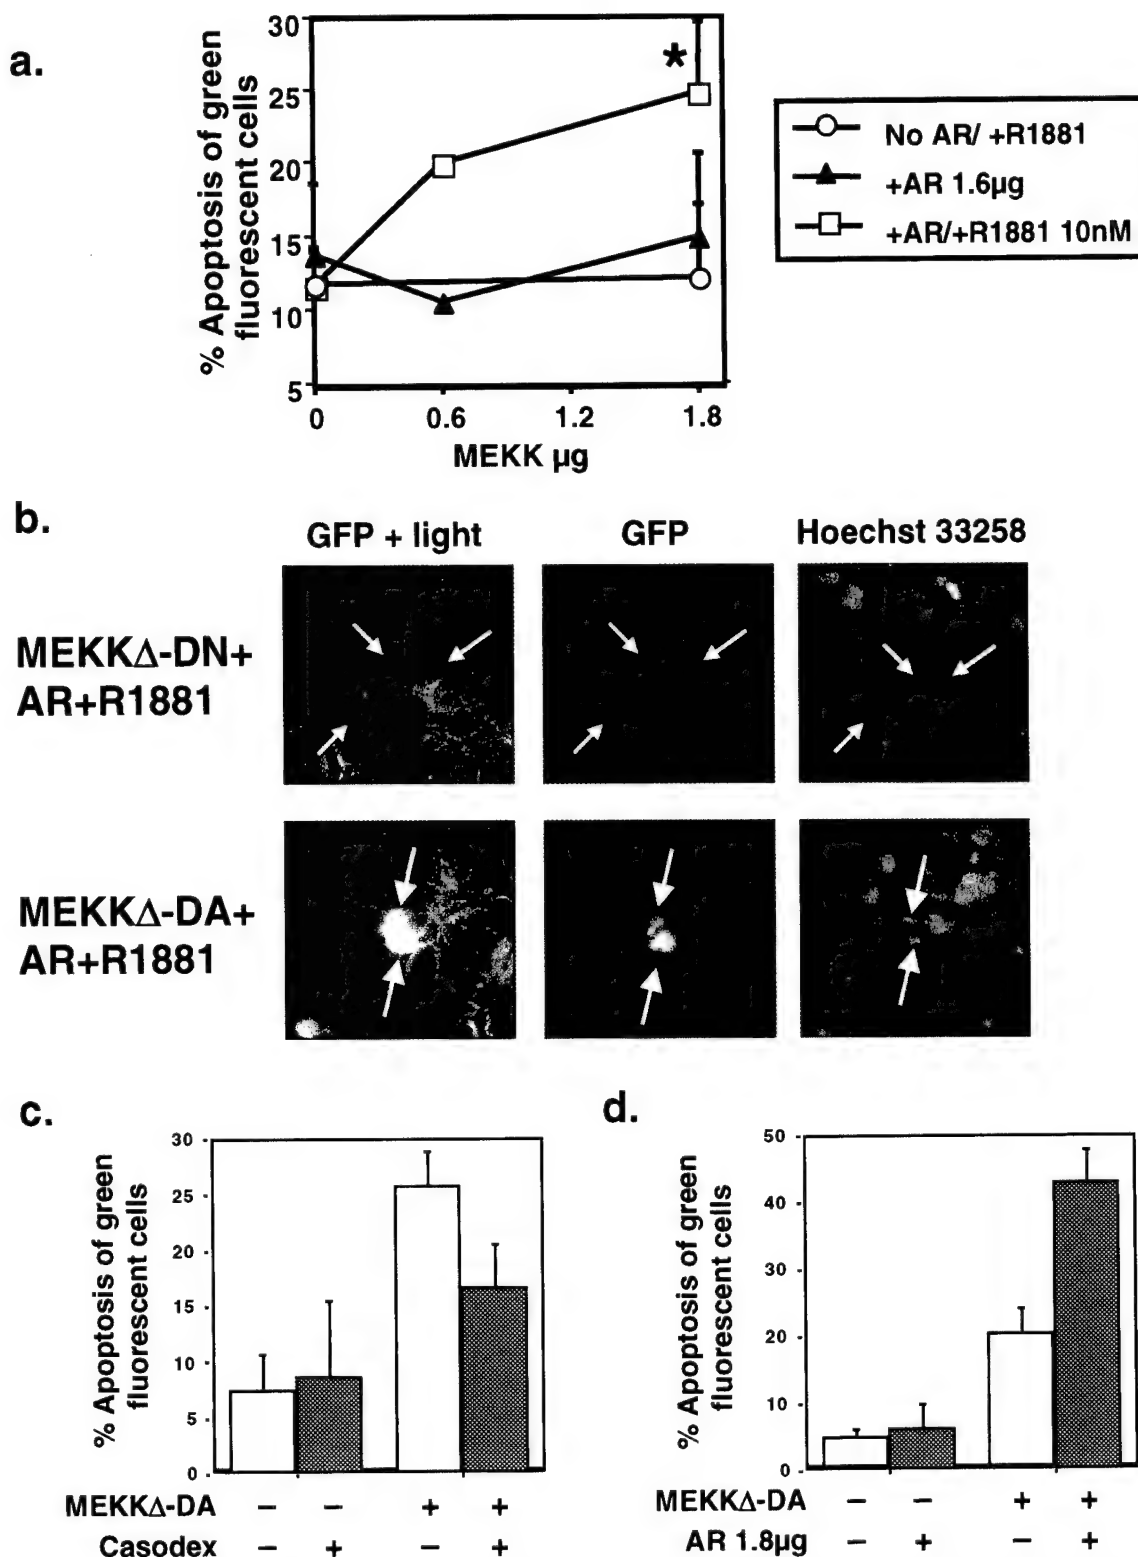 a.
% Apoptosis of green
fluorescent cells
30
25
20
15
10
5
0
0.6
1.2
1.8
MEKK µg
*
No AR/ +R1881
+AR 1.6µg
+AR/+R1881 10nM
b.
GFP + light
GFP
Hoechst 33258
MEKKΔ-DN+
AR+R1881
MEKKΔ-DA+
AR+R1881
c.
% Apoptosis of green
fluorescent cells
30
25
20
15
10
5
0
MEKKΔ-DA − − + +
Casodex − + − +
d.
% Apoptosis of green
fluorescent cells
50
40
30
20
10
0
MEKKΔ-DA − − + +
AR 1.8µg − + − +